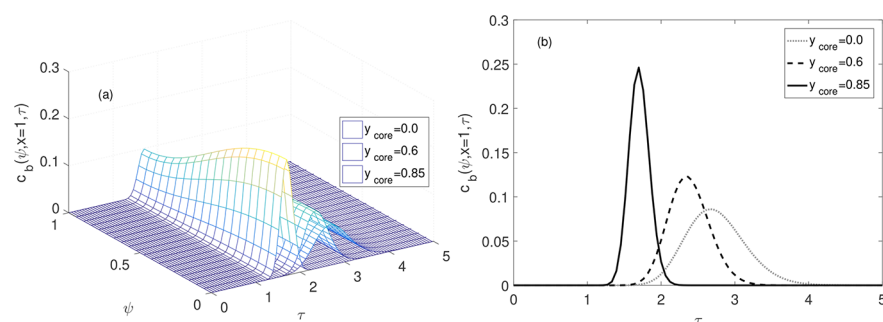 (a)
0.3
0.2
0.1
0
c_b(ψ,x=1,τ)
1
0.5
0
ψ
0
1
2
3
4
5
τ
y_core=0.0
y_core=0.6
y_core=0.85
(b)
0.3
0.25
0.2
0.15
0.1
0.05
0
c_b(ψ,x=1,τ)
0
1
2
3
4
5
τ
y_core=0.0
y_core=0.6
y_core=0.85